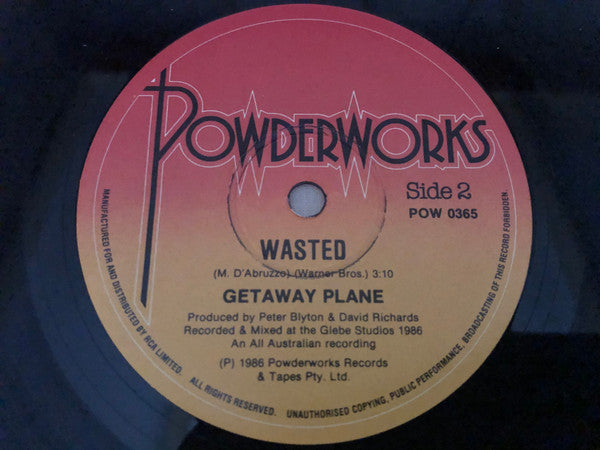 POWDERWORKS
Side 2
POW 0365
WASTED
(M. D'Abruzzo) (Warner Bros.) 3:10
GETAWAY PLANE
Produced by Peter Blyton & David Richards
Recorded & Mixed at the Glebe Studios 1986
An All Australian recording
(P) 1986 Powderworks Records
& Tapes Pty. Ltd.
MANUFACTURED FOR AND DISTRIBUTED BY RCA LIMITED. ALL RIGHTS RESERVED. UNAUTHORISED COPYING, PUBLIC PERFORMANCE, BROADCASTING OF THIS RECORD FORBIDDEN.